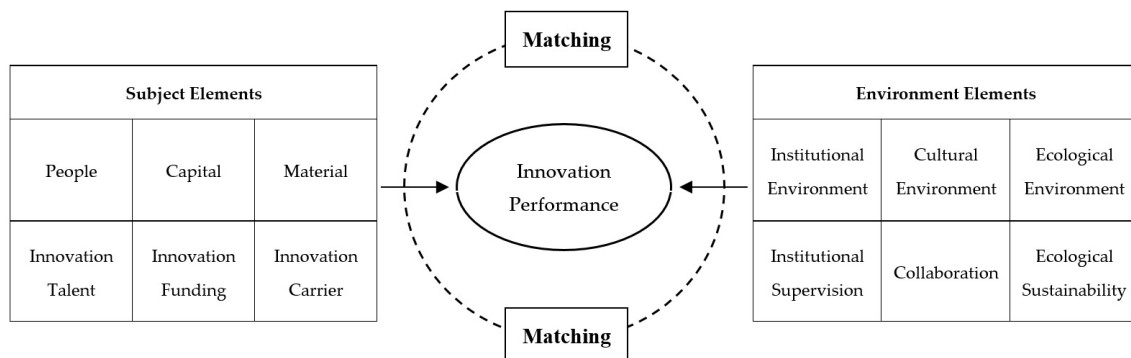 Matching
Subject Elements
People
Capital
Material
Innovation
Talent
Innovation
Funding
Innovation
Carrier
Innovation
Performance
Environment Elements
Institutional
Environment
Cultural
Environment
Ecological
Environment
Institutional
Supervision
Collaboration
Ecological
Sustainability
Matching